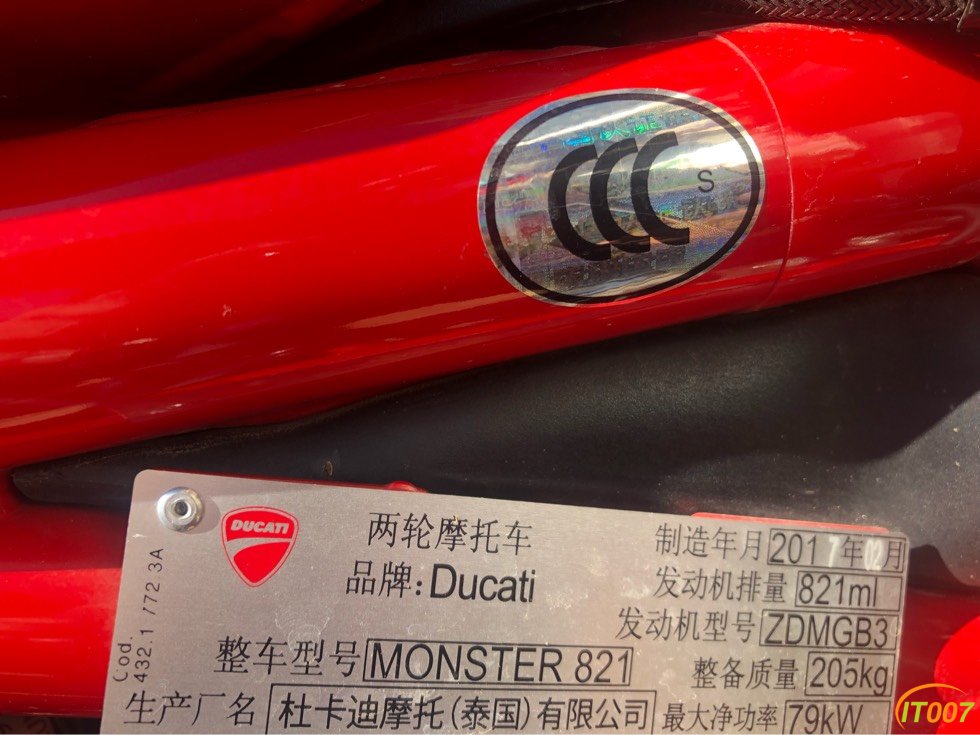 CCC
S
DUCATI
两轮摩托车
品牌：Ducati
制造年月 2017年02月
发动机排量 821ml
发动机型号 ZDMGB3
整车型号 MONSTER 821
整备质量 205kg
生产厂名 杜卡迪摩托(泰国)有限公司
最大净功率 79kW
Cod.
432.1 772 3A
IT007